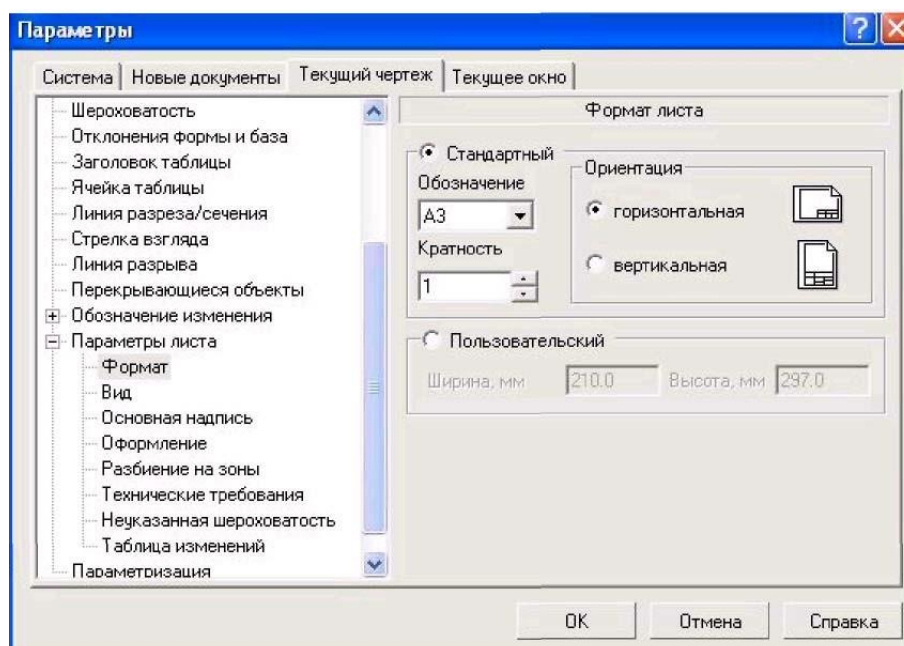 Параметры
Система
Новые документы
Текущий чертеж
Текущее окно
Шероховатость
Отклонения формы и база
Заголовок таблицы
Ячейка таблицы
Линия разреза/сечения
Стрелка взгляда
Линия разрыва
Перекрывающиеся объекты
Обозначение изменения
Параметры листа
Формат
Вид
Основная надпись
Оформление
Разбиение на зоны
Технические требования
Неуказанная шероховатость
Таблица изменений
Параметризация
Формат листа
Стандартный
Обозначение
А3
Кратность
1
Ориентация
горизонтальная
вертикальная
Пользовательский
Ширина, мм 210.0 Высота, мм 297.0
OK Отмена Справка